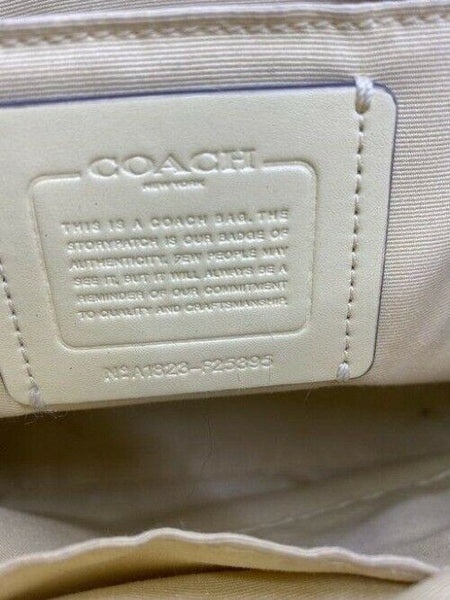 COACH
NEW YORK
THIS IS A COACH BAG. THE
STORYPATCH IS OUR BADGE OF
AUTHENTICITY. FEW PEOPLE MAY
SEE IT, BUT IT WILL ALWAYS BE A
REMINDER OF OUR COMMITMENT
TO QUALITY AND CRAFTSMANSHIP.